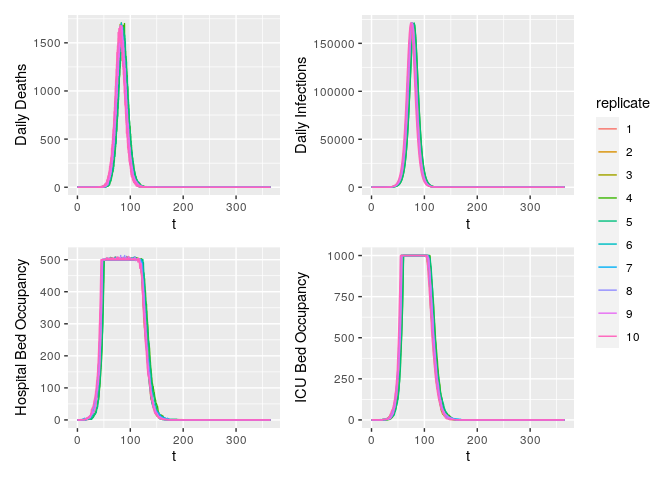 Daily Deaths
1500
1000
500
0
0 100 200 300
t
Daily Infections
150000
100000
50000
0
0 100 200 300
t
Hospital Bed Occupancy
500
400
300
200
100
0
0 100 200 300
t
ICU Bed Occupancy
1000
750
500
250
0
0 100 200 300
t
replicate
1
2
3
4
5
6
7
8
9
10